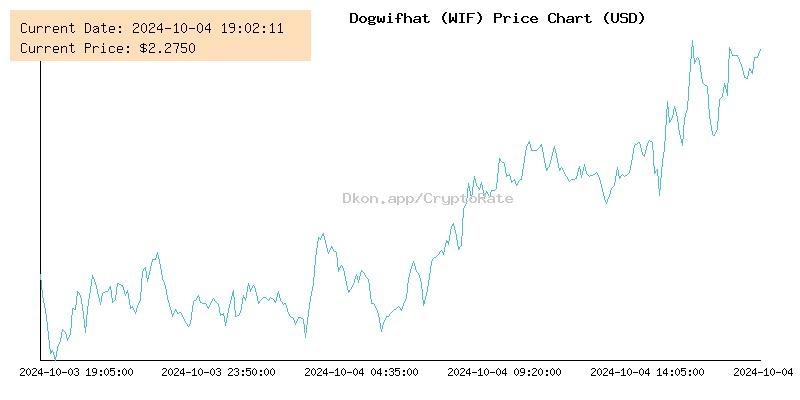 Dogwifhat (WIF) Price Chart (USD)
Current Date: 2024-10-04 19:02:11
Current Price: $2.2750
Dkon.app/CryptoRate
2024-10-03 19:05:00 2024-10-03 23:50:00 2024-10-04 04:35:00 2024-10-04 09:20:00 2024-10-04 14:05:00 2024-10-04